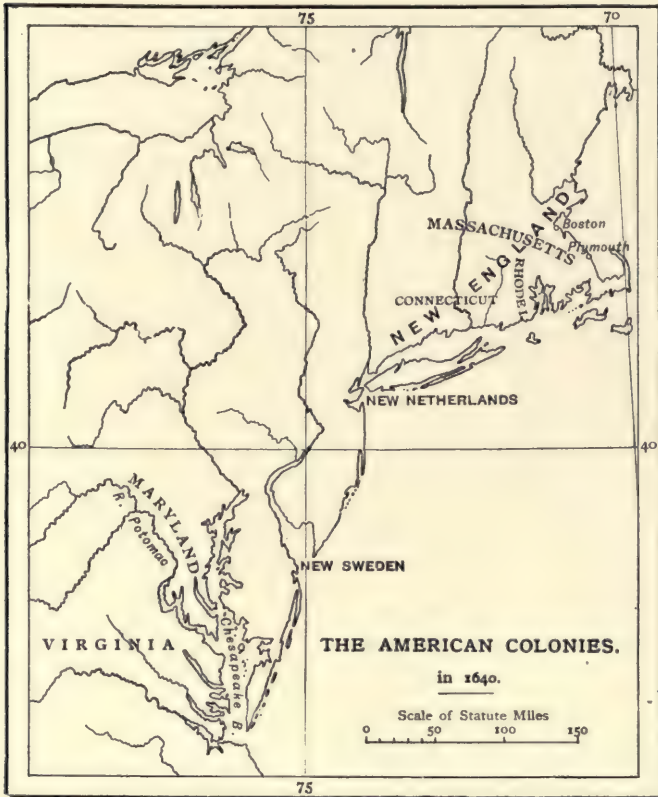 75
70
NEW ENGLAND
MASSACHUSETTS
Boston
Plymouth
RHODE I.
CONNECTICUT
NEW NETHERLANDS
40
40
MARYLAND
R. Potomac
NEW SWEDEN
VIRGINIA
Chesapeake B.
THE AMERICAN COLONIES.
in 1640.
Scale of Statute Miles
0 50 100 150
75